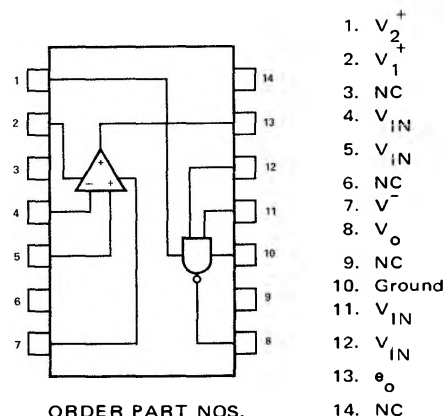 1
2
3
4
5
6
7
14
13
12
11
10
9
8
+
− +
ORDER PART NOS.
1. V2+
2. V1+
3. NC
4. VIN
5. VIN
6. NC
7. V−
8. Vo
9. NC
10. Ground
11. VIN
12. VIN
13. eo
14. NC